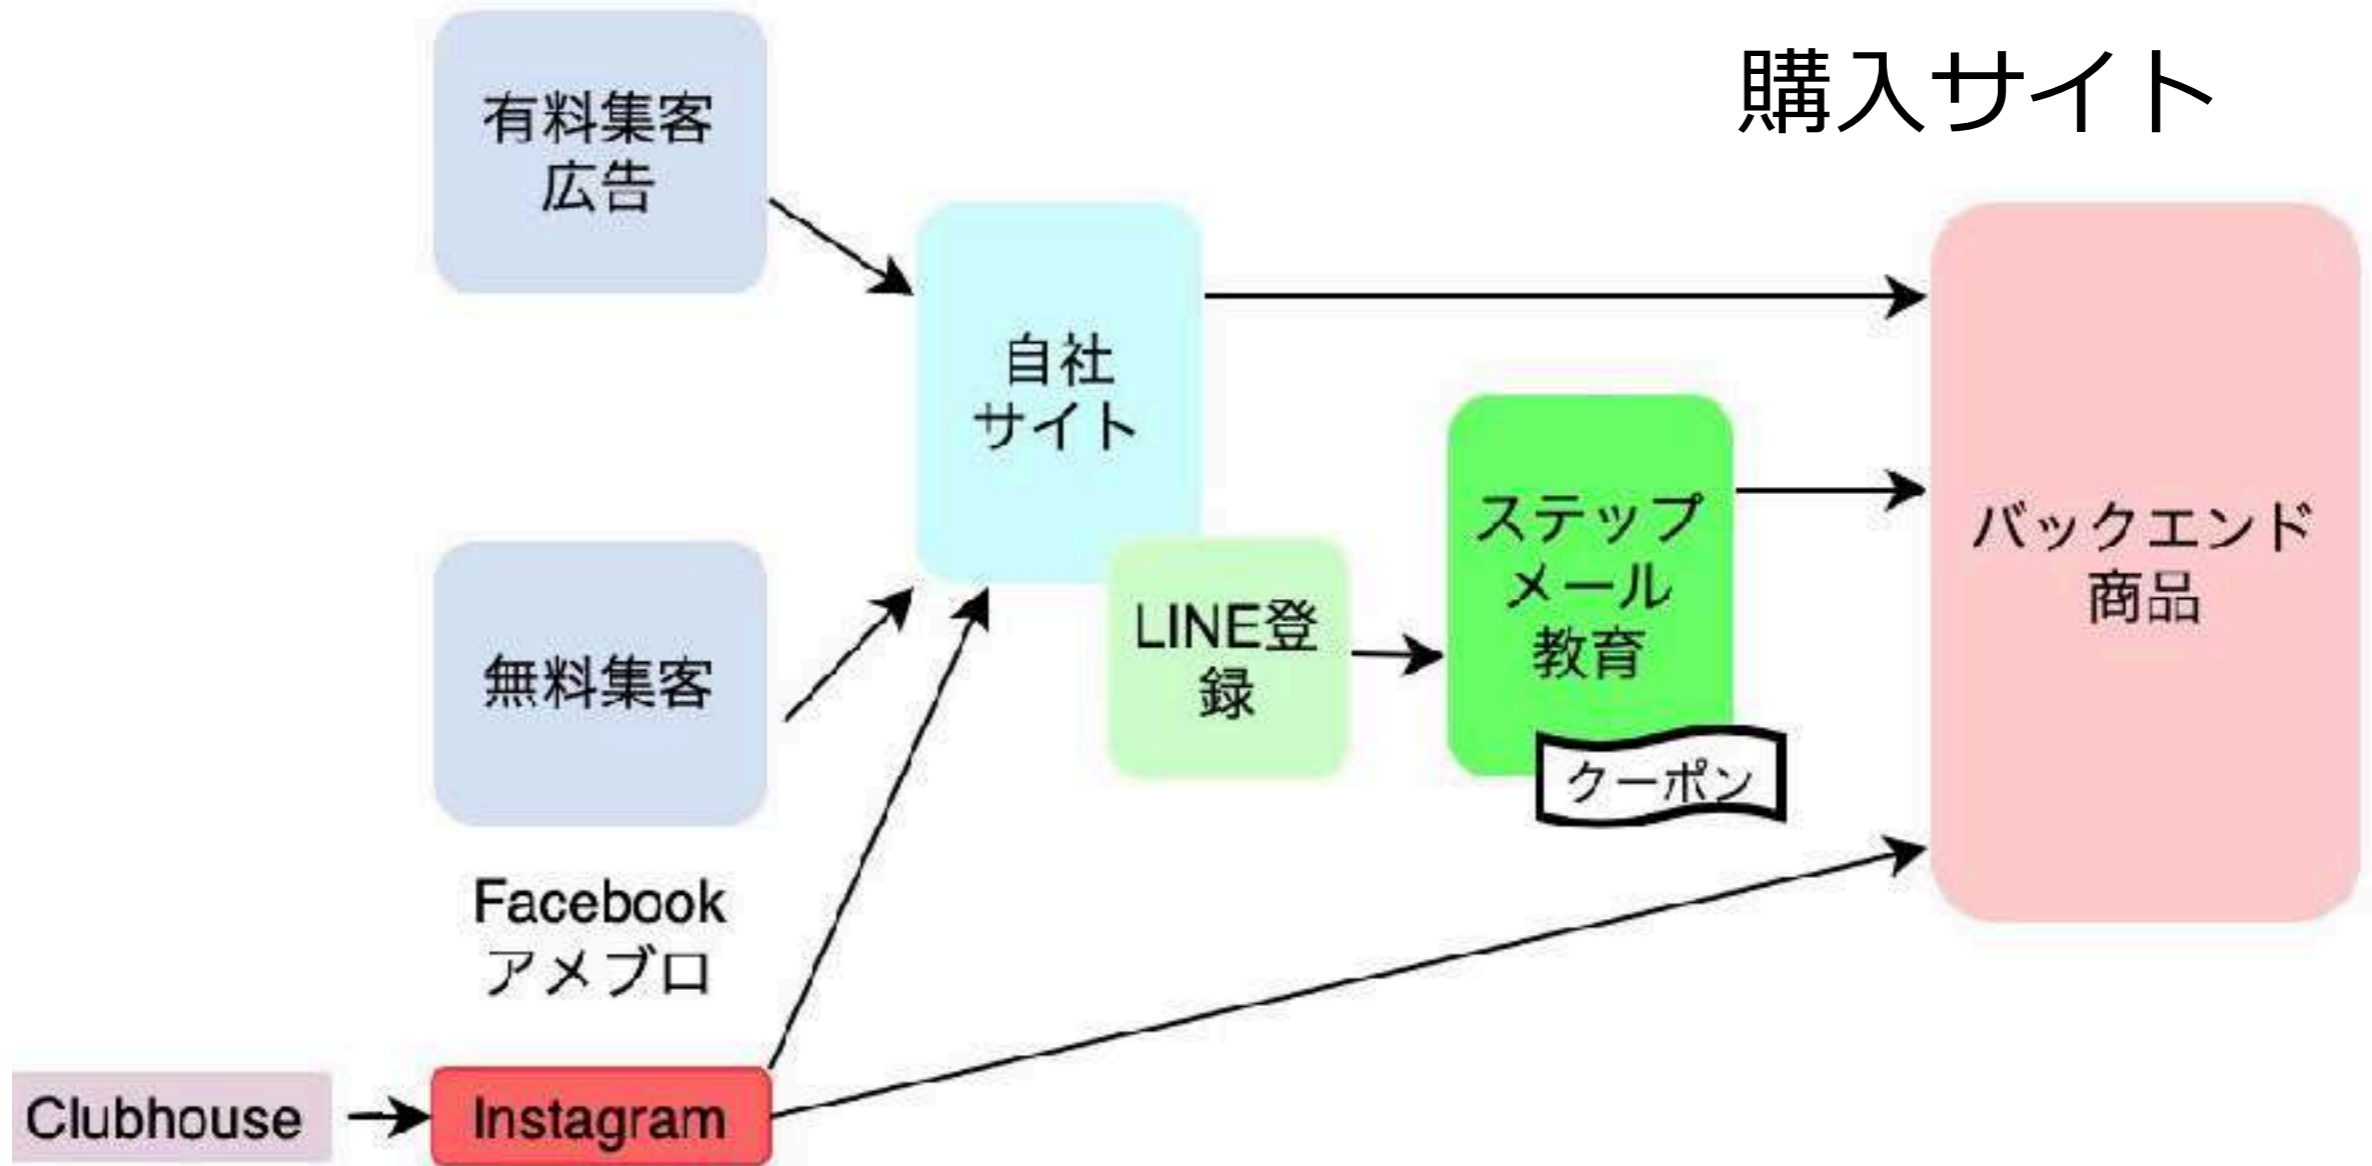 有料集客
広告
購入サイト
自社
サイト
ステップ
メール
教育
バックエンド
商品
無料集客
LINE登
録
クーポン
Facebook
アメブロ
Clubhouse
Instagram